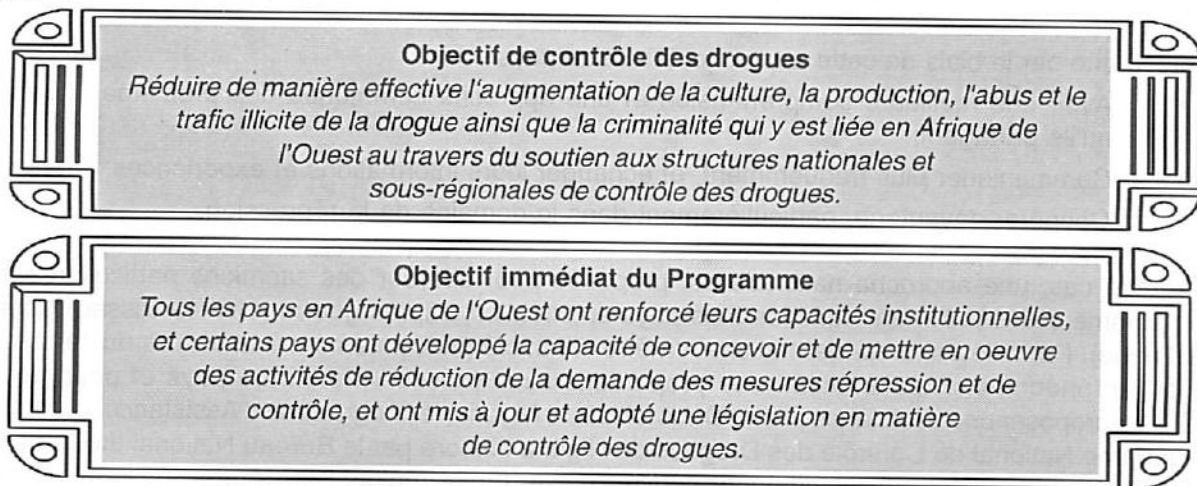 Objectif de contrôle des drogues
Réduire de manière effective l'augmentation de la culture, la production, l'abus et le
trafic illicite de la drogue ainsi que la criminalité qui y est liée en Afrique de
l'Ouest au travers du soutien aux structures nationales et
sous-régionales de contrôle des drogues.
Objectif immédiat du Programme
Tous les pays en Afrique de l'Ouest ont renforcé leurs capacités institutionnelles,
et certains pays ont développé la capacité de concevoir et de mettre en oeuvre
des activités de réduction de la demande des mesures répression et de
contrôle, et ont mis à jour et adopté une législation en matière
de contrôle des drogues.